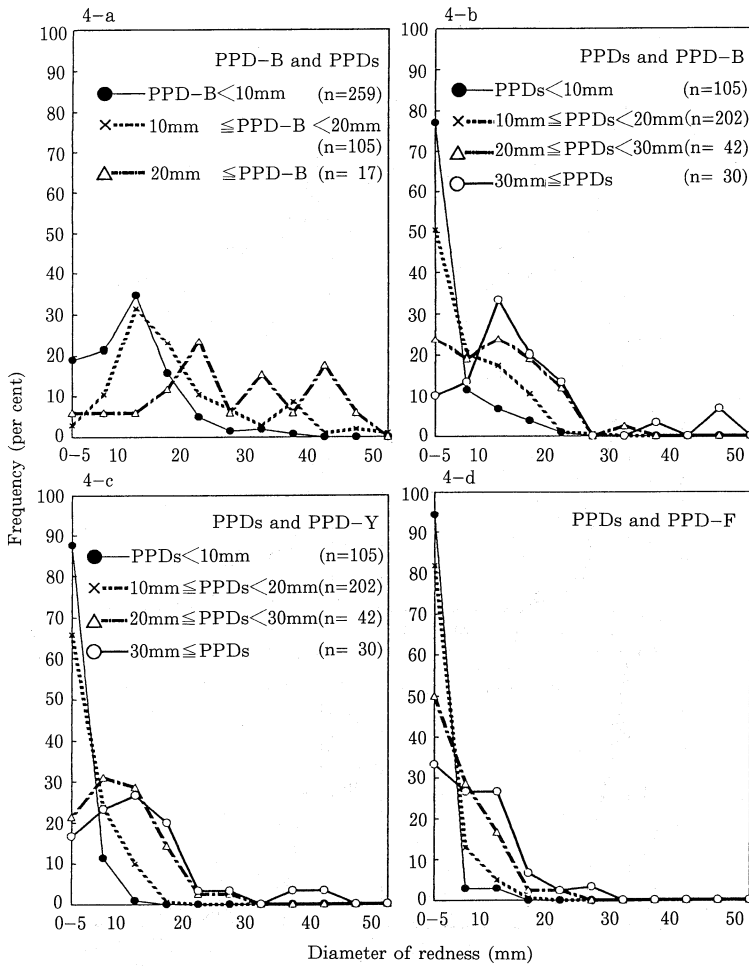 4-a
PPD-B and PPDs
PPD-B<10mm (n=259)
10mm ≦PPD-B <20mm
(n=105)
20mm ≦PPD-B (n= 17)
100
90
80
70
60
50
40
30
20
10
0
0-5 10 20 30 40 50
4-b
PPDs and PPD-B
PPDs<10mm (n=105)
10mm≦PPDs<20mm(n=202)
20mm≦PPDs<30mm(n= 42)
30mm≦PPDs (n= 30)
100
90
80
70
60
50
40
30
20
10
0
0-5 10 20 30 40 50
Frequency (per cent)
4-c
PPDs and PPD-Y
PPDs<10mm (n=105)
10mm≦PPDs<20mm(n=202)
20mm≦PPDs<30mm(n= 42)
30mm≦PPDs (n= 30)
100
90
80
70
60
50
40
30
20
10
0
0-5 10 20 30 40 50
4-d
PPDs and PPD-F
100
90
80
70
60
50
40
30
20
10
0
0-5 10 20 30 40 50
Diameter of redness (mm)